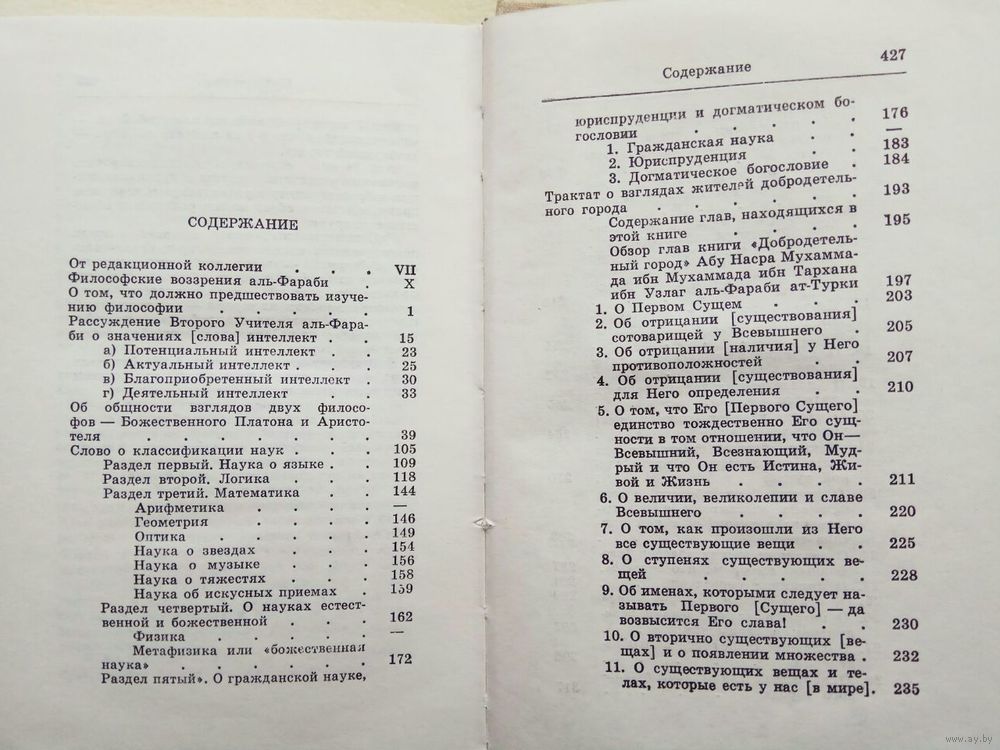 СОДЕРЖАНИЕ
От редакционной коллегии . . . VII
Философские воззрения аль-Фараби . X
О том, что должно предшествовать изуче-
нию философии . . . . . 1
Рассуждение Второго Учителя аль-Фара-
би о значениях [слова] интеллект . . 15
а) Потенциальный интеллект . . 23
б) Актуальный интеллект . . . 25
в) Благоприобретенный интеллект . 30
г) Деятельный интеллект . . 33
Об общности взглядов двух филосо-
фов — Божественного Платона и Аристо-
теля . . . . . . . 39
Слово о классификации наук . . . 105
Раздел первый. Наука о языке . . 109
Раздел второй. Логика . . . 118
Раздел третий. Математика . . 144
Арифметика . . . . —
Геометрия . . . . 146
Оптика . . . . . 149
Наука о звездах . . . 154
Наука о музыке . . . 156
Наука о тяжестях . . . 158
Наука об искусных приемах . 159
Раздел четвертый. О науках естест-
венной и божественной . . . 162
Физика . . . . . —
Метафизика или «божественная
наука» . . . . . . 172
Раздел пятый». О гражданской науке,
Содержание 427
юриспруденции и догматическом бо-
гословии . . . . . 176
1. Гражданская наука . . —
2. Юриспруденция . . 183
3. Догматическое богословие . 184
Трактат о взглядах жителей добродетель-
ного города . . . . . 193
Содержание глав, находящихся в
этой книге . . . . 195
Обзор глав книги «Добродетель-
ный город» Абу Насра Мухамма-
да ибн Мухаммада ибн Тархана
ибн Узлаг аль-Фараби ат-Турки 197
1. О Первом Сущем . . . 203
2. Об отрицании [существования]
сотоварищей у Всевышнего . 205
3. Об отрицании [наличия] у Него
противоположностей . . 207
4. Об отрицании [существования]
для Него определения . . 210
5. О том, что Его [Первого Сущего]
единство тождественно Его сущ-
ности в том отношении, что Он—
Всевышний, Всезнающий, Муд-
рый и что Он есть Истина, Жи-
вой и Жизнь . . . . 211
6. О величии, великолепии и славе
Всевышнего . . . . 220
7. О том, как произошли из Него
все существующие вещи . . 225
8. О ступенях существующих ве-
щей . . . . . 228
9. Об именах, которыми следует на-
зывать Первого [Сущего] — да
возвысится Его слава! . . 230
10. О вторично существующих [ве-
щах] и о появлении множества . 232
11. О существующих вещах и те-
лах, которые есть у нас [в мире]. 235
www.ay.by